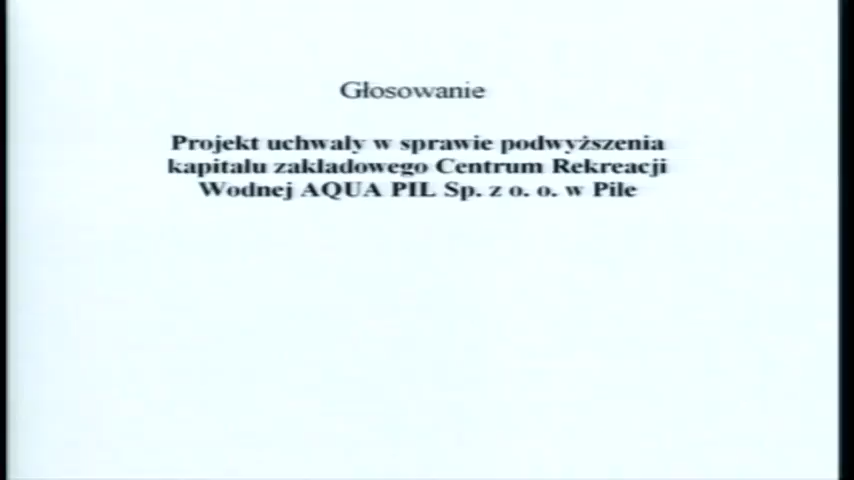 Głosowanie
Projekt uchwały w sprawie podwyższenia
kapitału zakładowego Centrum Rekreacji
Wodnej AQUA PIL Sp. z o. o. w Pile